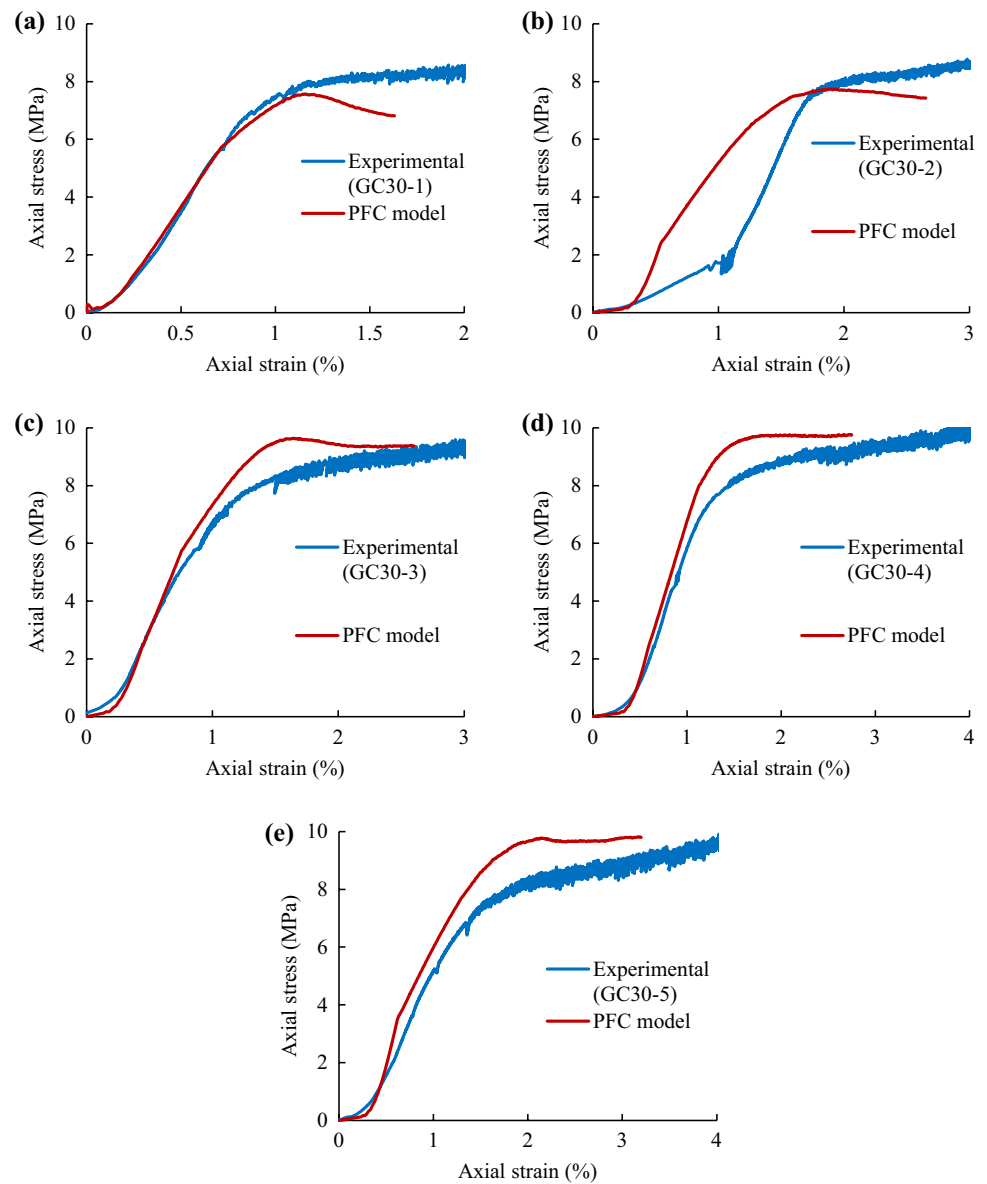 (a)
10
8
6
4
2
0
Axial stress (MPa)
0 0.5 1 1.5 2
Axial strain (%)
Experimental
(GC30-1)
PFC model
(b)
10
8
6
4
2
0
Axial stress (MPa)
0 1 2 3
Axial strain (%)
Experimental
(GC30-2)
PFC model
(c)
10
8
6
4
2
0
Axial stress (MPa)
0 1 2 3
Axial strain (%)
Experimental
(GC30-3)
PFC model
(d)
10
8
6
4
2
0
Axial stress (MPa)
0 1 2 3 4
Axial strain (%)
Experimental
(GC30-4)
PFC model
(e)
10
8
6
4
2
0
Axial stress (MPa)
0 1 2 3 4
Axial strain (%)
Experimental
(GC30-5)
PFC model